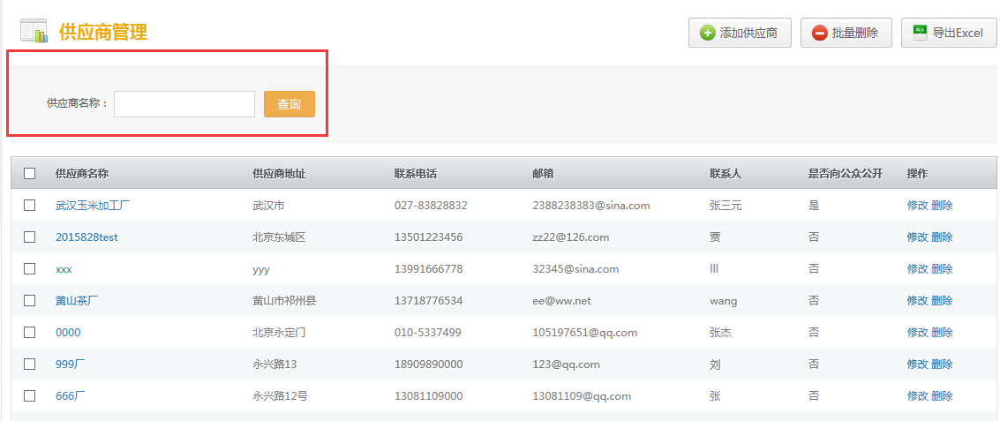 供应商管理
添加供应商 批量删除 导出Excel
供应商名称： 查询
供应商名称 供应商地址 联系电话 邮箱 联系人 是否向公众公开 操作
武汉玉米加工厂 武汉市 027-83828832 2388238383@sina.com 张三元 是 修改 删除
2015828test 北京东城区 13501223456 zz22@126.com 贾 否 修改 删除
xxx yyy 13991666778 32345@sina.com lll 否 修改 删除
黄山茶厂 黄山市祁州县 13718776534 ee@ww.net wang 否 修改 删除
0000 北京永定门 010-5337499 105197651@qq.com 张杰 否 修改 删除
999厂 永兴路13 18909890000 123@qq.com 刘 否 修改 删除
666厂 永兴路12号 13081109000 13081109@qq.com 张 否 修改 删除